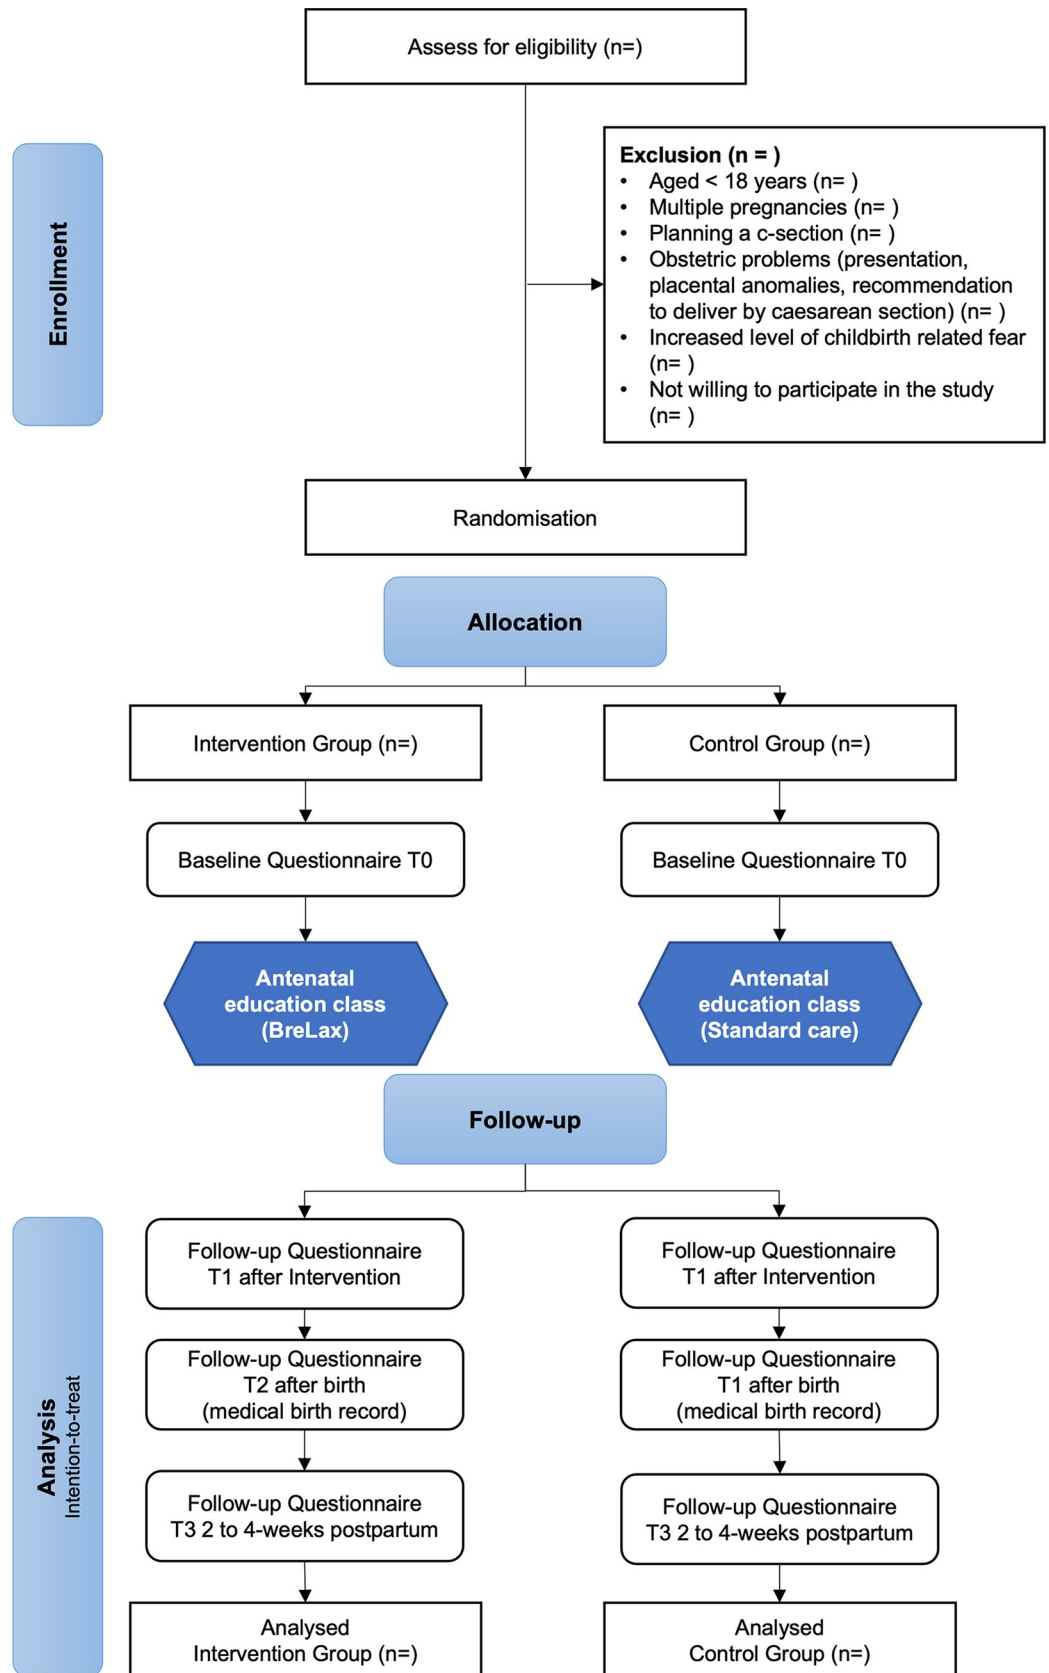 Assess for eligibility (n=)
Enrollment
Exclusion (n = )
• Aged < 18 years (n= )
• Multiple pregnancies (n= )
• Planning a c-section (n= )
• Obstetric problems (presentation,
placental anomalies, recommendation
to deliver by caesarean section) (n= )
• Increased level of childbirth related fear
(n= )
• Not willing to participate in the study
(n= )
Randomisation
Allocation
Intervention Group (n=)
Control Group (n=)
Baseline Questionnaire T0
Baseline Questionnaire T0
Antenatal
education class
(BreLax)
Antenatal
education class
(Standard care)
Follow-up
Analysis
Intention-to-treat
Follow-up Questionnaire
T1 after Intervention
Follow-up Questionnaire
T1 after Intervention
Follow-up Questionnaire
T2 after birth
(medical birth record)
Follow-up Questionnaire
T1 after birth
(medical birth record)
Follow-up Questionnaire
T3 2 to 4-weeks postpartum
Follow-up Questionnaire
T3 2 to 4-weeks postpartum
Analysed
Intervention Group (n=)
Analysed
Control Group (n=)